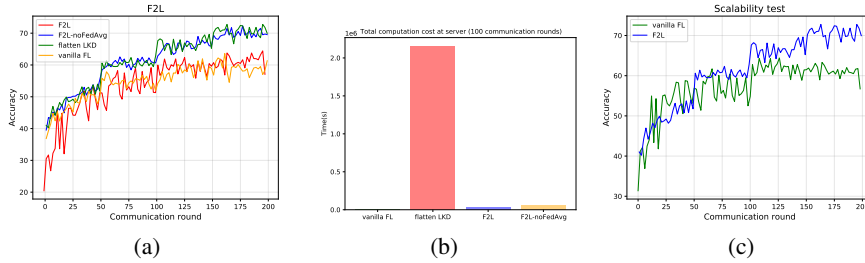 F2L
F2L
F2L-noFedAvg
flatten LKD
vanilla FL
Accuracy
70
60
50
40
30
20
0
25
50
75
100
125
150
175
200
Communication round
(a)
1e6
Total computation cost at server (100 communication rounds)
Time(s)
2.0
1.5
1.0
0.5
0.0
vanilla FL
flatten LKD
F2L
F2L-noFedAvg
(b)
Scalability test
vanilla FL
F2L
Accuracy
70
60
50
40
30
0
25
50
75
100
125
150
175
200
Communication round
(c)